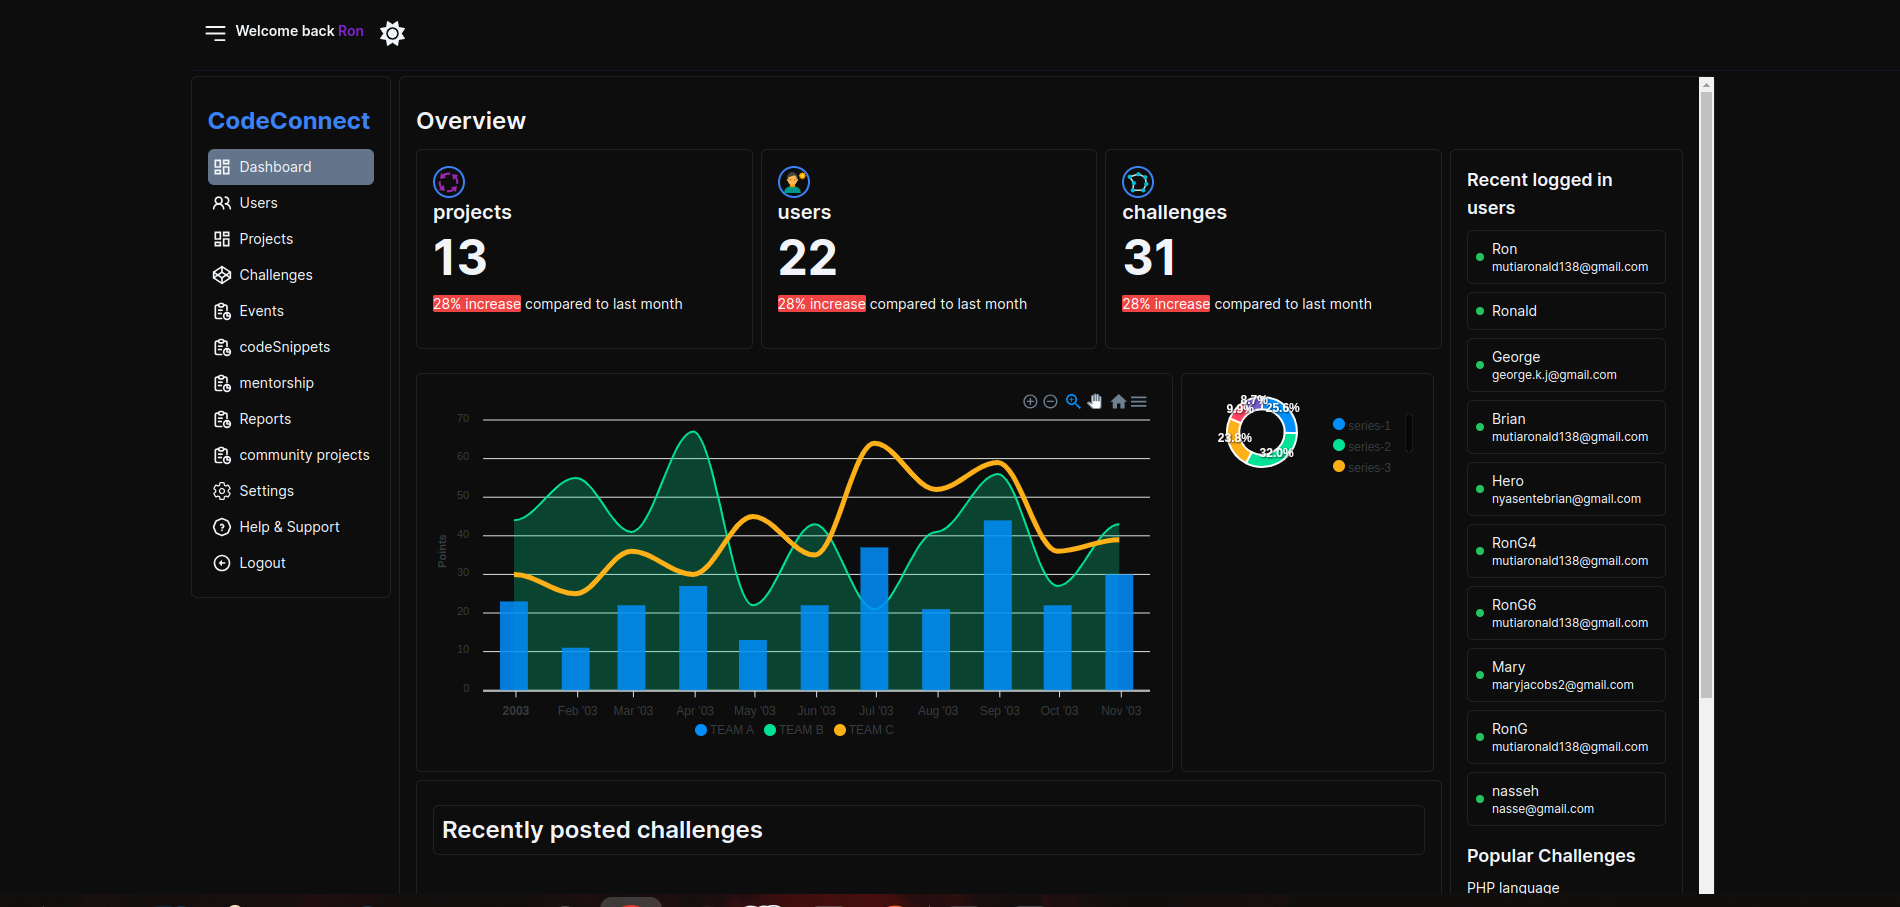 Welcome back Ron
CodeConnect
Dashboard
Users
Projects
Challenges
Events
codeSnippets
mentorship
Reports
community projects
Settings
Help & Support
Logout
Overview
projects
13
28% increase compared to last month
users
22
28% increase compared to last month
challenges
31
28% increase compared to last month
70
60
50
40
30
20
10
0
Points
2003 Feb '03 Mar '03 Apr '03 May '03 Jun '03 Jul '03 Aug '03 Sep '03 Oct '03 Nov '03
TEAM A TEAM B TEAM C
8.7%
9.9%
25.6%
23.8%
32.0%
series-1
series-2
series-3
Recently posted challenges
Recent logged in
users
Ron
mutiaronald138@gmail.com
Ronald
George
george.k.j@gmail.com
Brian
mutiaronald138@gmail.com
Hero
nyasentebrian@gmail.com
RonG4
mutiaronald138@gmail.com
RonG6
mutiaronald138@gmail.com
Mary
maryjacobs2@gmail.com
RonG
mutiaronald138@gmail.com
nasseh
nasse@gmail.com
Popular Challenges
PHP language